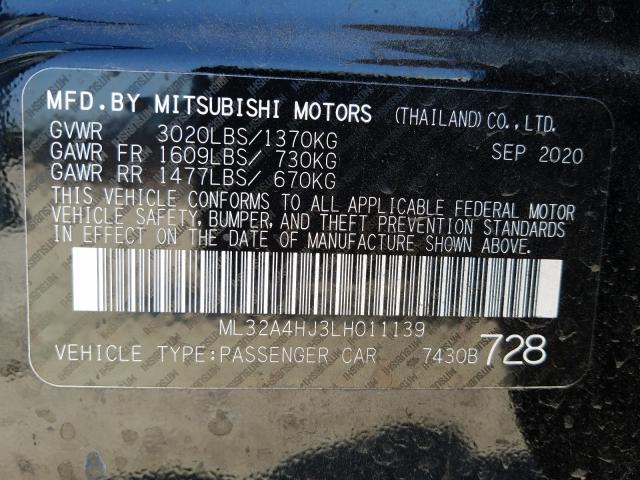 MFD.BY MITSUBISHI MOTORS (THAILAND)CO.,LTD.
GVWR 3020LBS/1370KG SEP 2020
GAWR FR 1609LBS/ 730KG
GAWR RR 1477LBS/ 670KG
THIS VEHICLE CONFORMS TO ALL APPLICABLE FEDERAL MOTOR
VEHICLE SAFETY, BUMPER, AND THEFT PREVENTION STANDARDS
IN EFFECT ON THE DATE OF MANUFACTURE SHOWN ABOVE.
ML32A4HJ3LH011139
VEHICLE TYPE:PASSENGER CAR 7430B 728